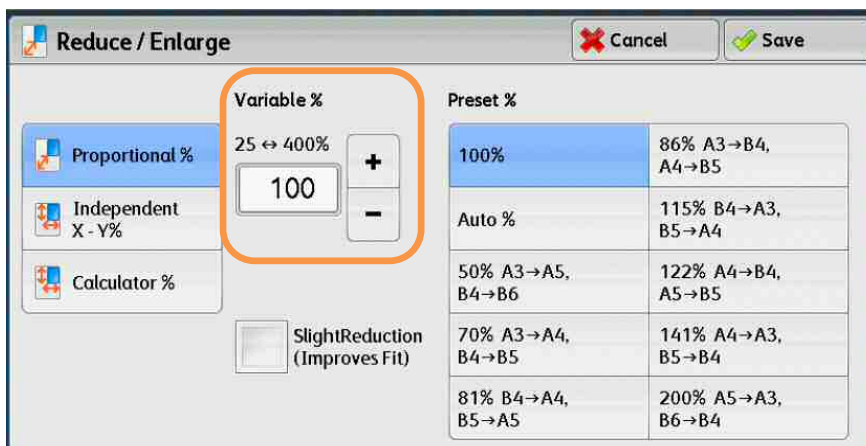 Reduce / Enlarge
Cancel
Save
Variable %
Preset %
Proportional %
Independent
X - Y%
Calculator %
25 ↔ 400%
100
+
−
SlightReduction
(Improves Fit)
100%
86% A3→B4,
A4→B5
Auto %
115% B4→A3,
B5→A4
50% A3→A5,
B4→B6
122% A4→B4,
A5→B5
70% A3→A4,
B4→B5
141% A4→A3,
B5→B4
81% B4→A4,
B5→A5
200% A5→A3,
B6→B4